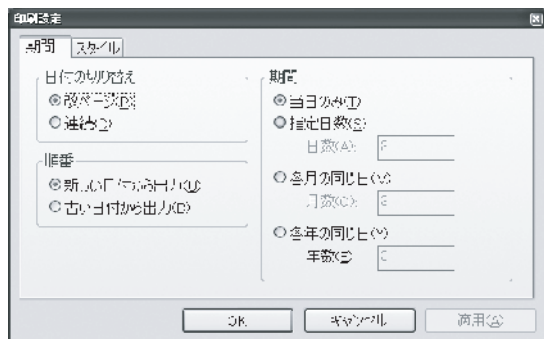 印刷設定
期間 スタイル
日付の切り替え
改ページ(P)
連続
順番
新しい日付から出力(U)
古い日付から出力(D)
期間
当日のみ(T)
指定日数(S)
日数(A):
各月の同じ日
月数
各年の同じ日
年数(E)
OK キャンセル 適用(A)